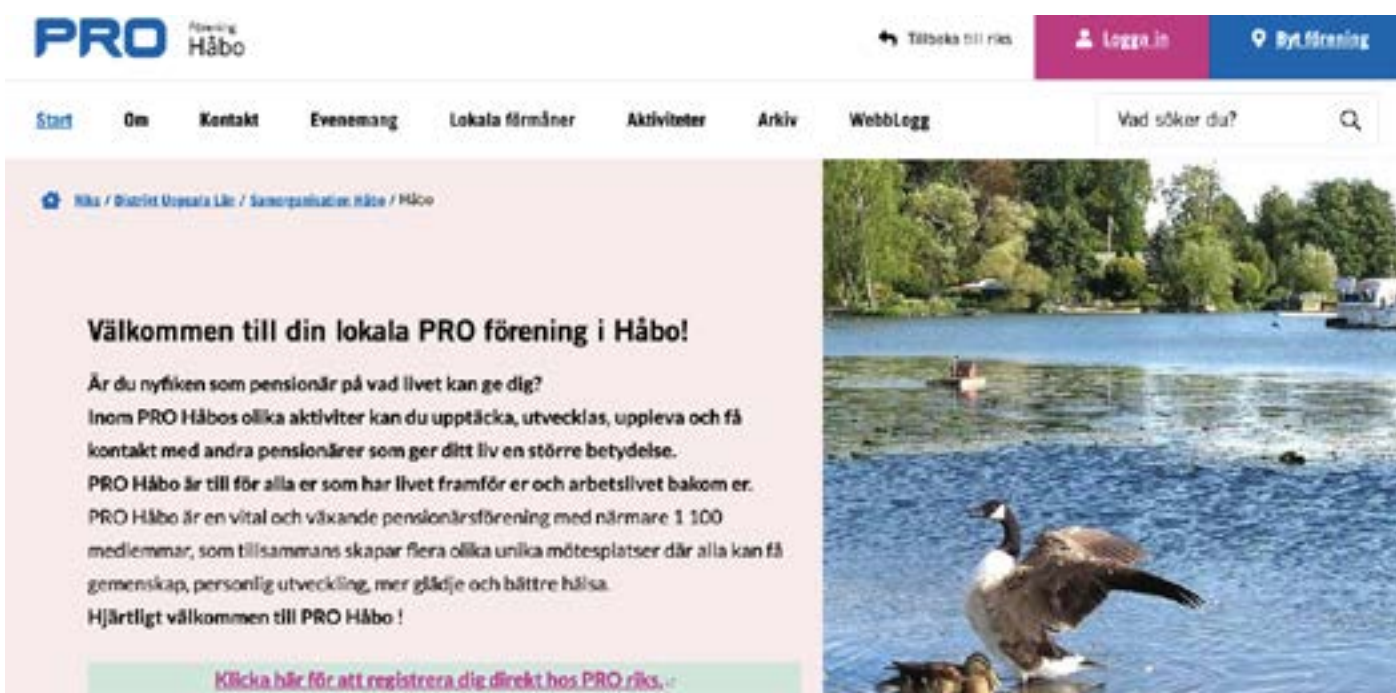 PRO
Förening
Håbo
Tillbaka till riks
Logga in
Byt förening
Start Om Kontakt Evenemang Lokala förmåner Aktiviteter Arkiv WebbLogg Vad söker du?
Riks / Distrikt Uppsala Län / Samorganisation Håbo / Håbo
Välkommen till din lokala PRO förening i Håbo!
Är du nyfiken som pensionär på vad livet kan ge dig?
Inom PRO Håbos olika aktiviter kan du upptäcka, utvecklas, uppleva och få
kontakt med andra pensionärer som ger ditt liv en större betydelse.
PRO Håbo är till för alla er som har livet framför er och arbetslivet bakom er.
PRO Håbo är en vital och växande pensionärsförening med närmare 1 100
medlemmar, som tillsammans skapar flera olika unika mötesplatser där alla kan få
gemenskap, personlig utveckling, mer glädje och bättre hälsa.
Hjärtligt välkommen till PRO Håbo !
Klicka här för att registrera dig direkt hos PRO riks.